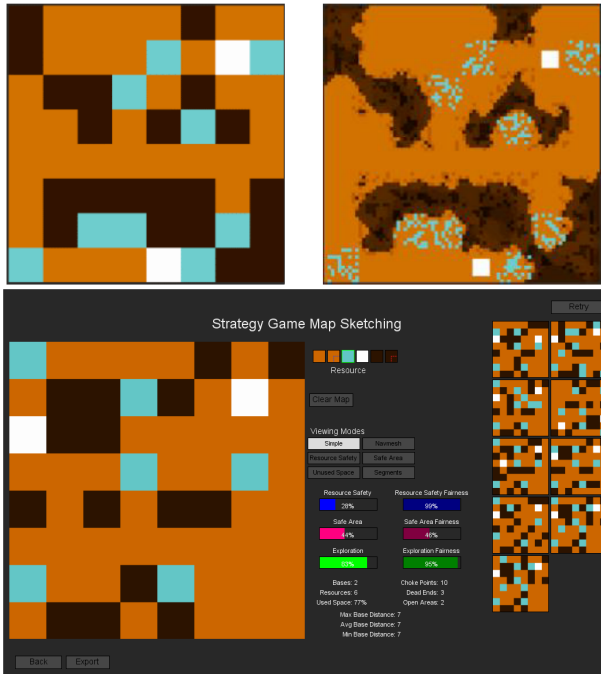 Retry
Strategy Game Map Sketching
Resource
Clear Map
Viewing Modes
Simple Navmesh
Resource Safety Safe Area
Unused Space Segments
Resource Safety Resource Safety Fairness
28% 99%
Safe Area Safe Area Fairness
44% 46%
Exploration Exploration Fairness
95%
Bases: 2 Choke Points: 10
Resources: 6 Dead Ends: 3
Used Space: 77% Open Areas: 2
Max Base Distance: 7
Avg Base Distance: 7
Min Base Distance: 7
Back Export